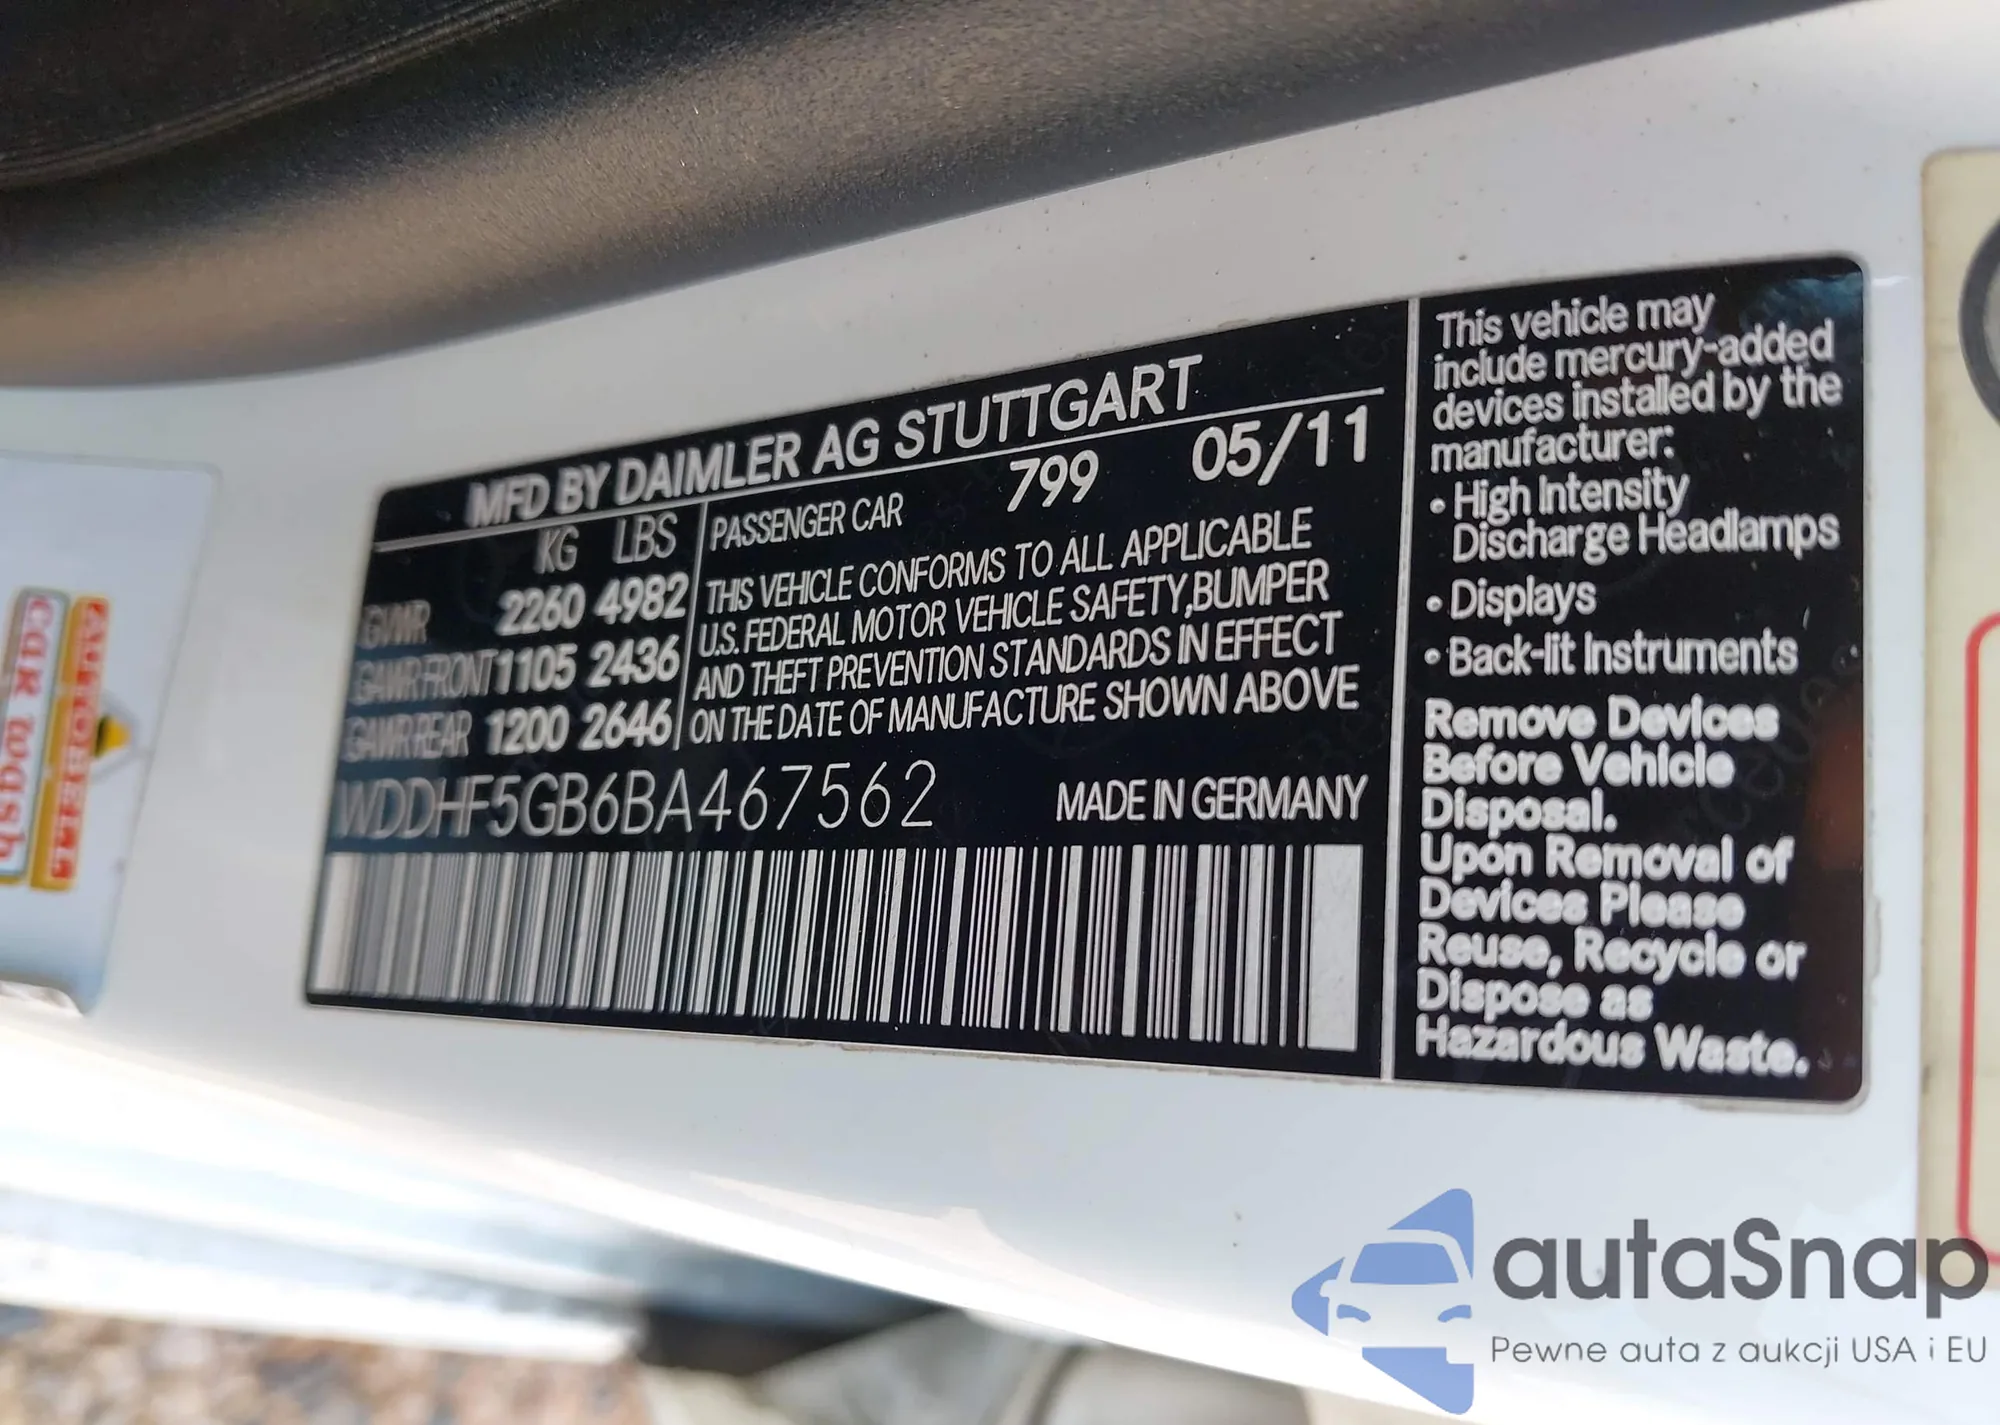 MFD BY DAIMLER AG STUTTGART
KG LBS
GVWR 2260 4982
GAWR FRONT 1105 2436
GAWR REAR 1200 2646
PASSENGER CAR 799 05/11
THIS VEHICLE CONFORMS TO ALL APPLICABLE
U.S. FEDERAL MOTOR VEHICLE SAFETY, BUMPER
AND THEFT PREVENTION STANDARDS IN EFFECT
ON THE DATE OF MANUFACTURE SHOWN ABOVE
WDDHF5GB6BA467562 MADE IN GERMANY
This vehicle may
include mercury-added
devices installed by the
manufacturer:
• High Intensity
Discharge Headlamps
• Displays
• Back-lit Instruments
Remove Devices
Before Vehicle
Disposal.
Upon Removal of
Devices Please
Reuse, Recycle or
Dispose as
Hazardous Waste.
AUTOBELL
car wash
autaSnap
Pewne auta z aukcji USA i EU